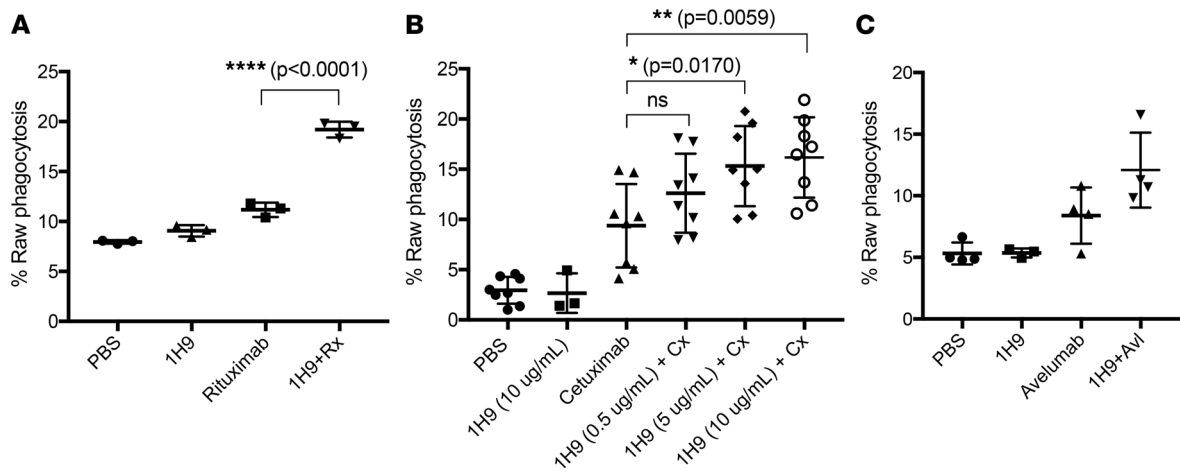 A
B
C
**** (p<0.0001)
** (p=0.0059)
* (p=0.0170)
ns
% Raw phagocytosis
25
20
15
10
5
0
PBS
1H9
Rituximab
1H9+Rx
% Raw phagocytosis
25
20
15
10
5
0
PBS
1H9 (10 ug/mL)
Cetuximab
1H9 (0.5 ug/mL) + Cx
1H9 (5 ug/mL) + Cx
1H9 (10 ug/mL) + Cx
% Raw phagocytosis
20
15
10
5
0
PBS
1H9
Avelumab
1H9+Avl